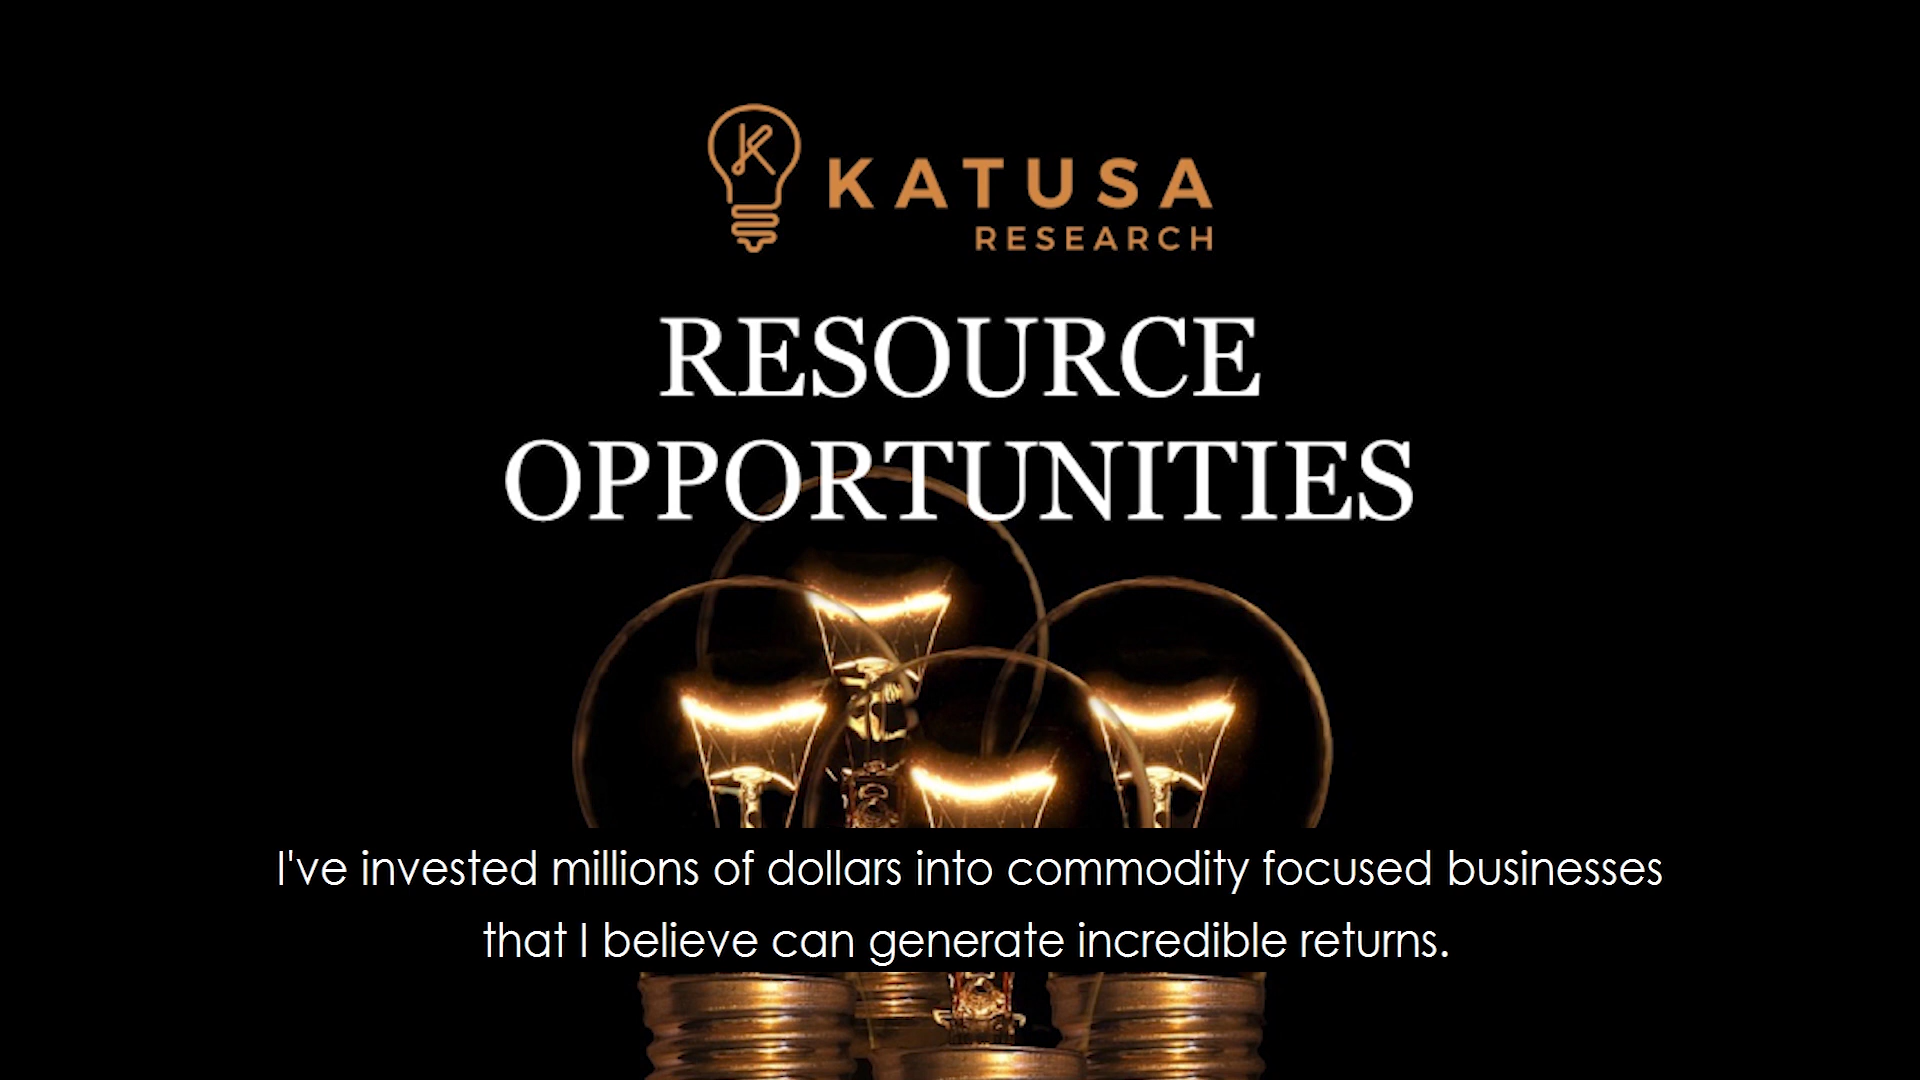 KATUSA
RESEARCH
RESOURCE
OPPORTUNITIES
I've invested millions of dollars into commodity focused businesses
that I believe can generate incredible returns.